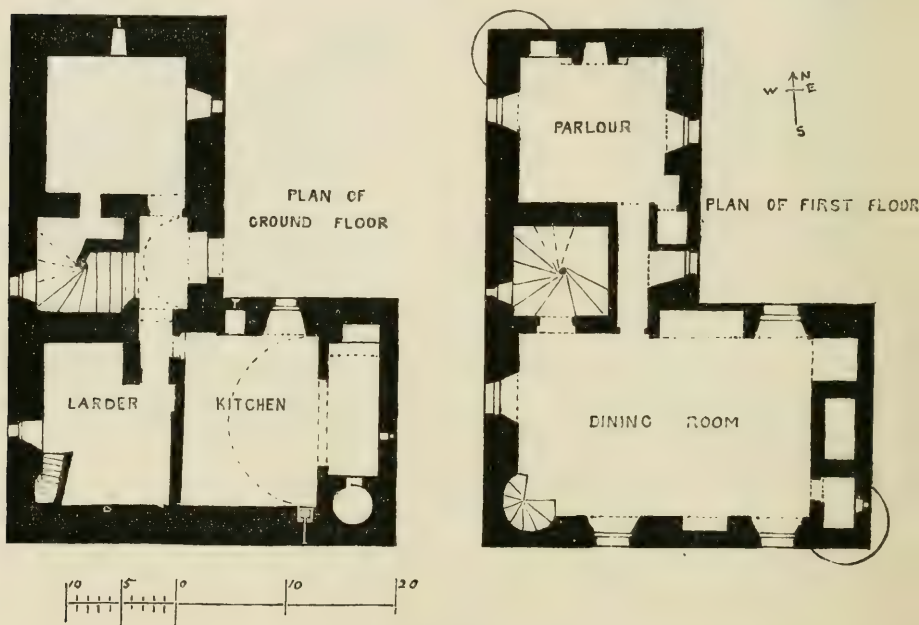 PLAN OF
GROUND FLOOR
LARDER
KITCHEN
PARLOUR
N
W E
S
PLAN OF FIRST FLOOR
DINING ROOM
10 5 0 10 20